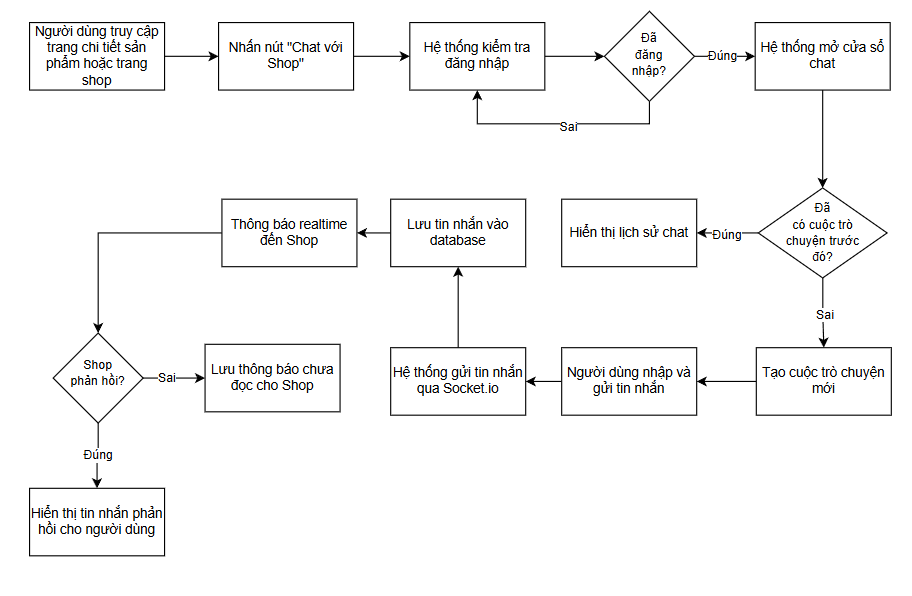 Người dùng truy cập
trang chi tiết sản
phẩm hoặc trang
shop
Nhấn nút "Chat với
Shop"
Hệ thống kiểm tra
đăng nhập
Đã
đăng
nhập?
Đúng
Hệ thống mở cửa sổ
chat
Sai
Đã
có cuộc trò
chuyện trước
đó?
Đúng
Hiển thị lịch sử chat
Sai
Tạo cuộc trò chuyện
mới
Người dùng nhập và
gửi tin nhắn
Hệ thống gửi tin nhắn
qua Socket.io
Lưu tin nhắn vào
database
Thông báo realtime
đến Shop
Shop
phản hồi?
Sai
Lưu thông báo chưa
đọc cho Shop
Đúng
Hiển thị tin nhắn phản
hồi cho người dùng